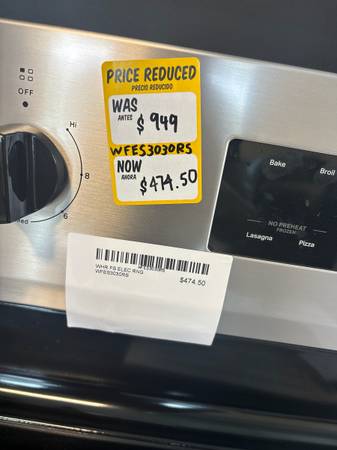 OFF
Hi
8
6
PRICE REDUCED
PRECIO REDUCIDO
WAS
ANTES
$949
WFES3030RS
NOW
AHORA
$474.50
Bake
Broil
NO PREHEAT
FROZEN
Lasagna
Pizza
WHR FS ELEC RNG
WFES3030RS
WFES3030RS
$474.50